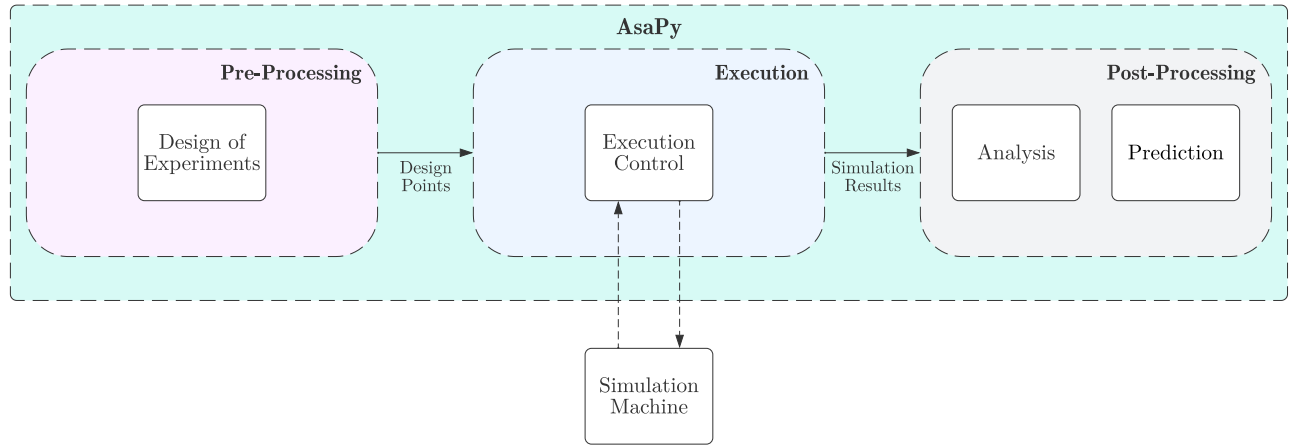 AsaPy
Pre-Processing
Design of
Experiments
Design
Points
Execution
Execution
Control
Simulation
Results
Post-Processing
Analysis
Prediction
Simulation
Machine